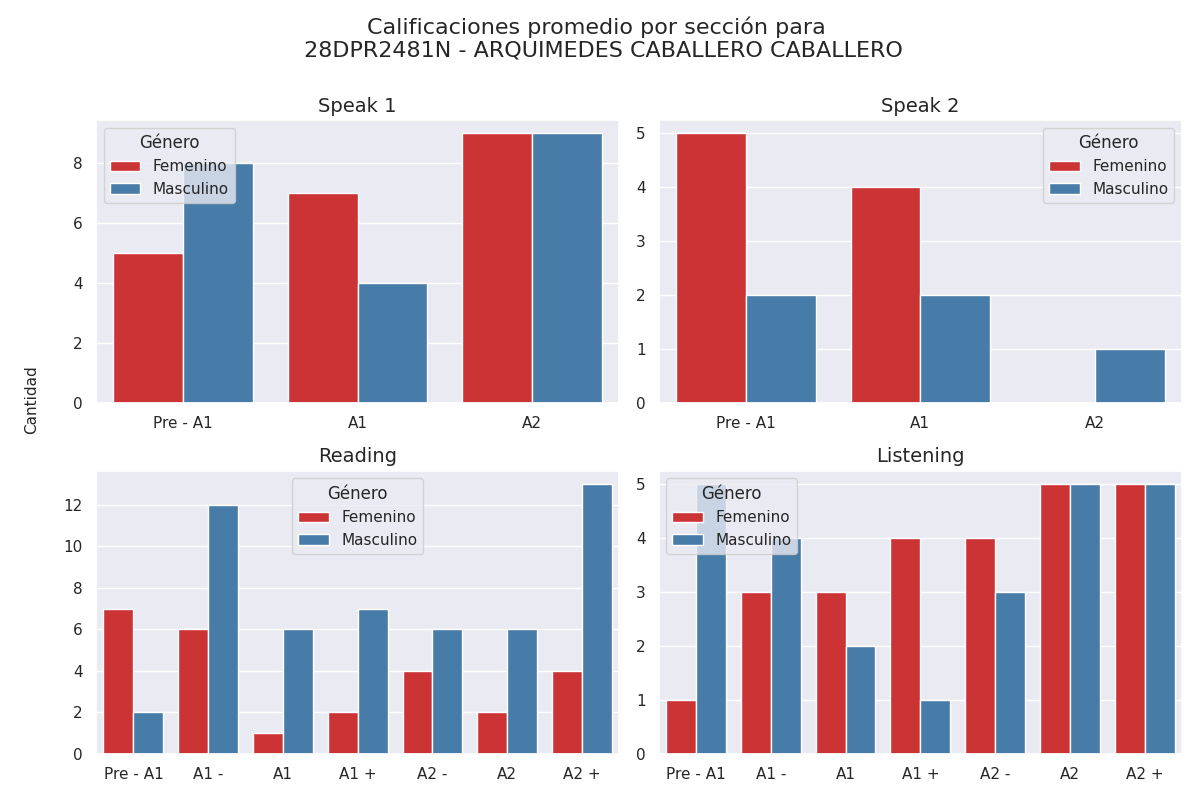 Calificaciones promedio por sección para
28DPR2481N - ARQUIMEDES CABALLERO CABALLERO
Cantidad
Speak 1
Género
Femenino
Masculino
8
6
4
2
0
Pre - A1 A1 A2
Speak 2
Género
Femenino
Masculino
5
4
3
2
1
0
Pre - A1 A1 A2
Reading
Género
Femenino
Masculino
12
10
8
6
4
2
0
Pre - A1 A1 - A1 A1 + A2 - A2 A2 +
Listening
Género
Femenino
Masculino
5
4
3
2
1
0
Pre - A1 A1 - A1 A1 + A2 - A2 A2 +